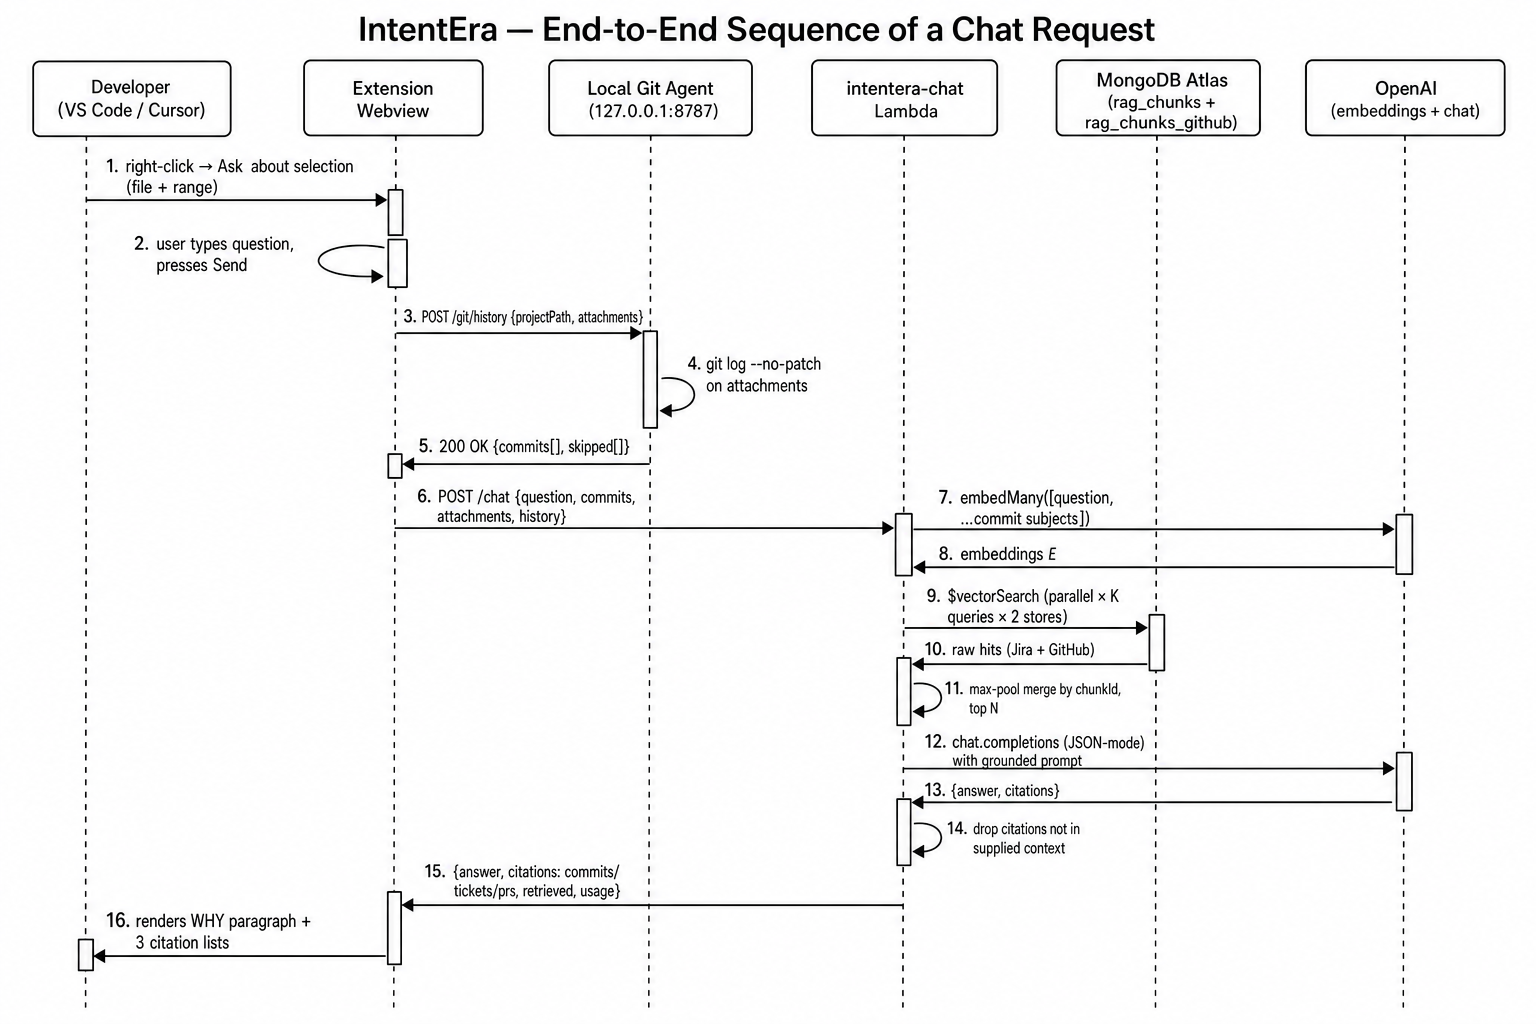 IntentEra — End-to-End Sequence of a Chat Request
Developer
(VS Code / Cursor)
Extension
Webview
Local Git Agent
(127.0.0.1:8787)
intentera-chat
Lambda
MongoDB Atlas
(rag_chunks +
rag_chunks_github)
OpenAI
(embeddings + chat)
1. right-click → Ask about selection
(file + range)
2. user types question,
presses Send
3. POST /git/history {projectPath, attachments}
4. git log --no-patch
on attachments
5. 200 OK {commits[], skipped[]}
6. POST /chat {question, commits,
attachments, history}
7. embedMany([question,
...commit subjects])
8. embeddings E
9. $vectorSearch (parallel × K
queries × 2 stores)
10. raw hits (Jira + GitHub)
11. max-pool merge by chunkId,
top N
12. chat.completions (JSON-mode)
with grounded prompt
13. {answer, citations}
14. drop citations not in
supplied context
15. {answer, citations: commits/
tickets/prs, retrieved, usage}
16. renders WHY paragraph +
3 citation lists